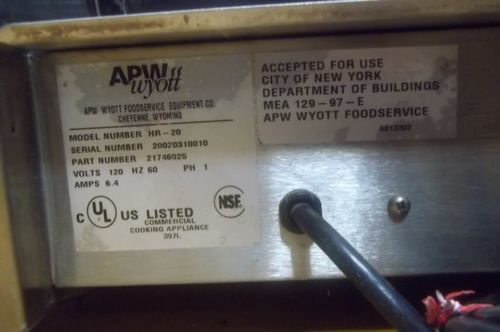 APW
wyott
APW WYOTT FOODSERVICE EQUIPMENT CO.
CHEYENNE, WYOMING
MODEL NUMBER HR-20
SERIAL NUMBER 20020310010
PART NUMBER 21746025
VOLTS 120 HZ 60 PH 1
AMPS 6.4
C UL US LISTED
COMMERCIAL
COOKING APPLIANCE
397L
NSF
ACCEPTED FOR USE
CITY OF NEW YORK
DEPARTMENT OF BUILDINGS
MEA 129-97-E
APW WYOTT FOODSERVICE
8813302